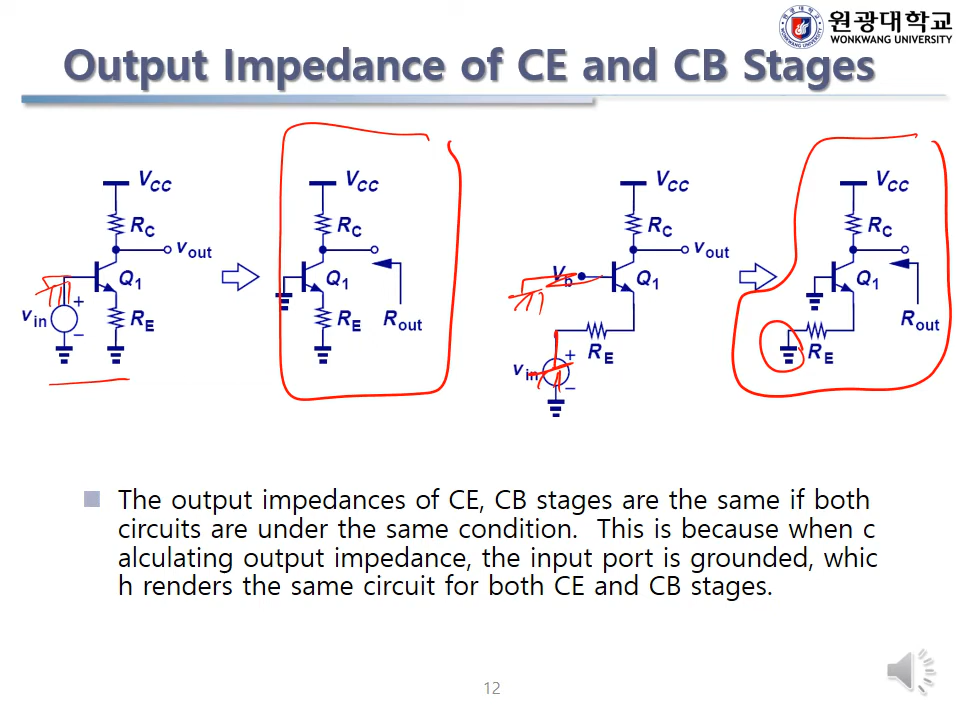 원광대학교
WONKWANG UNIVERSITY
Output Impedance of CE and CB Stages
VCC
RC
vout
Q1
vin
+
RE
−
VCC
RC
Q1
RE
Rout
VCC
RC
vout
Vb
Q1
RE
vin
+
−
VCC
RC
Q1
RE
Rout
The output impedances of CE, CB stages are the same if both
circuits are under the same condition. This is because when c
alculating output impedance, the input port is grounded, whic
h renders the same circuit for both CE and CB stages.
12